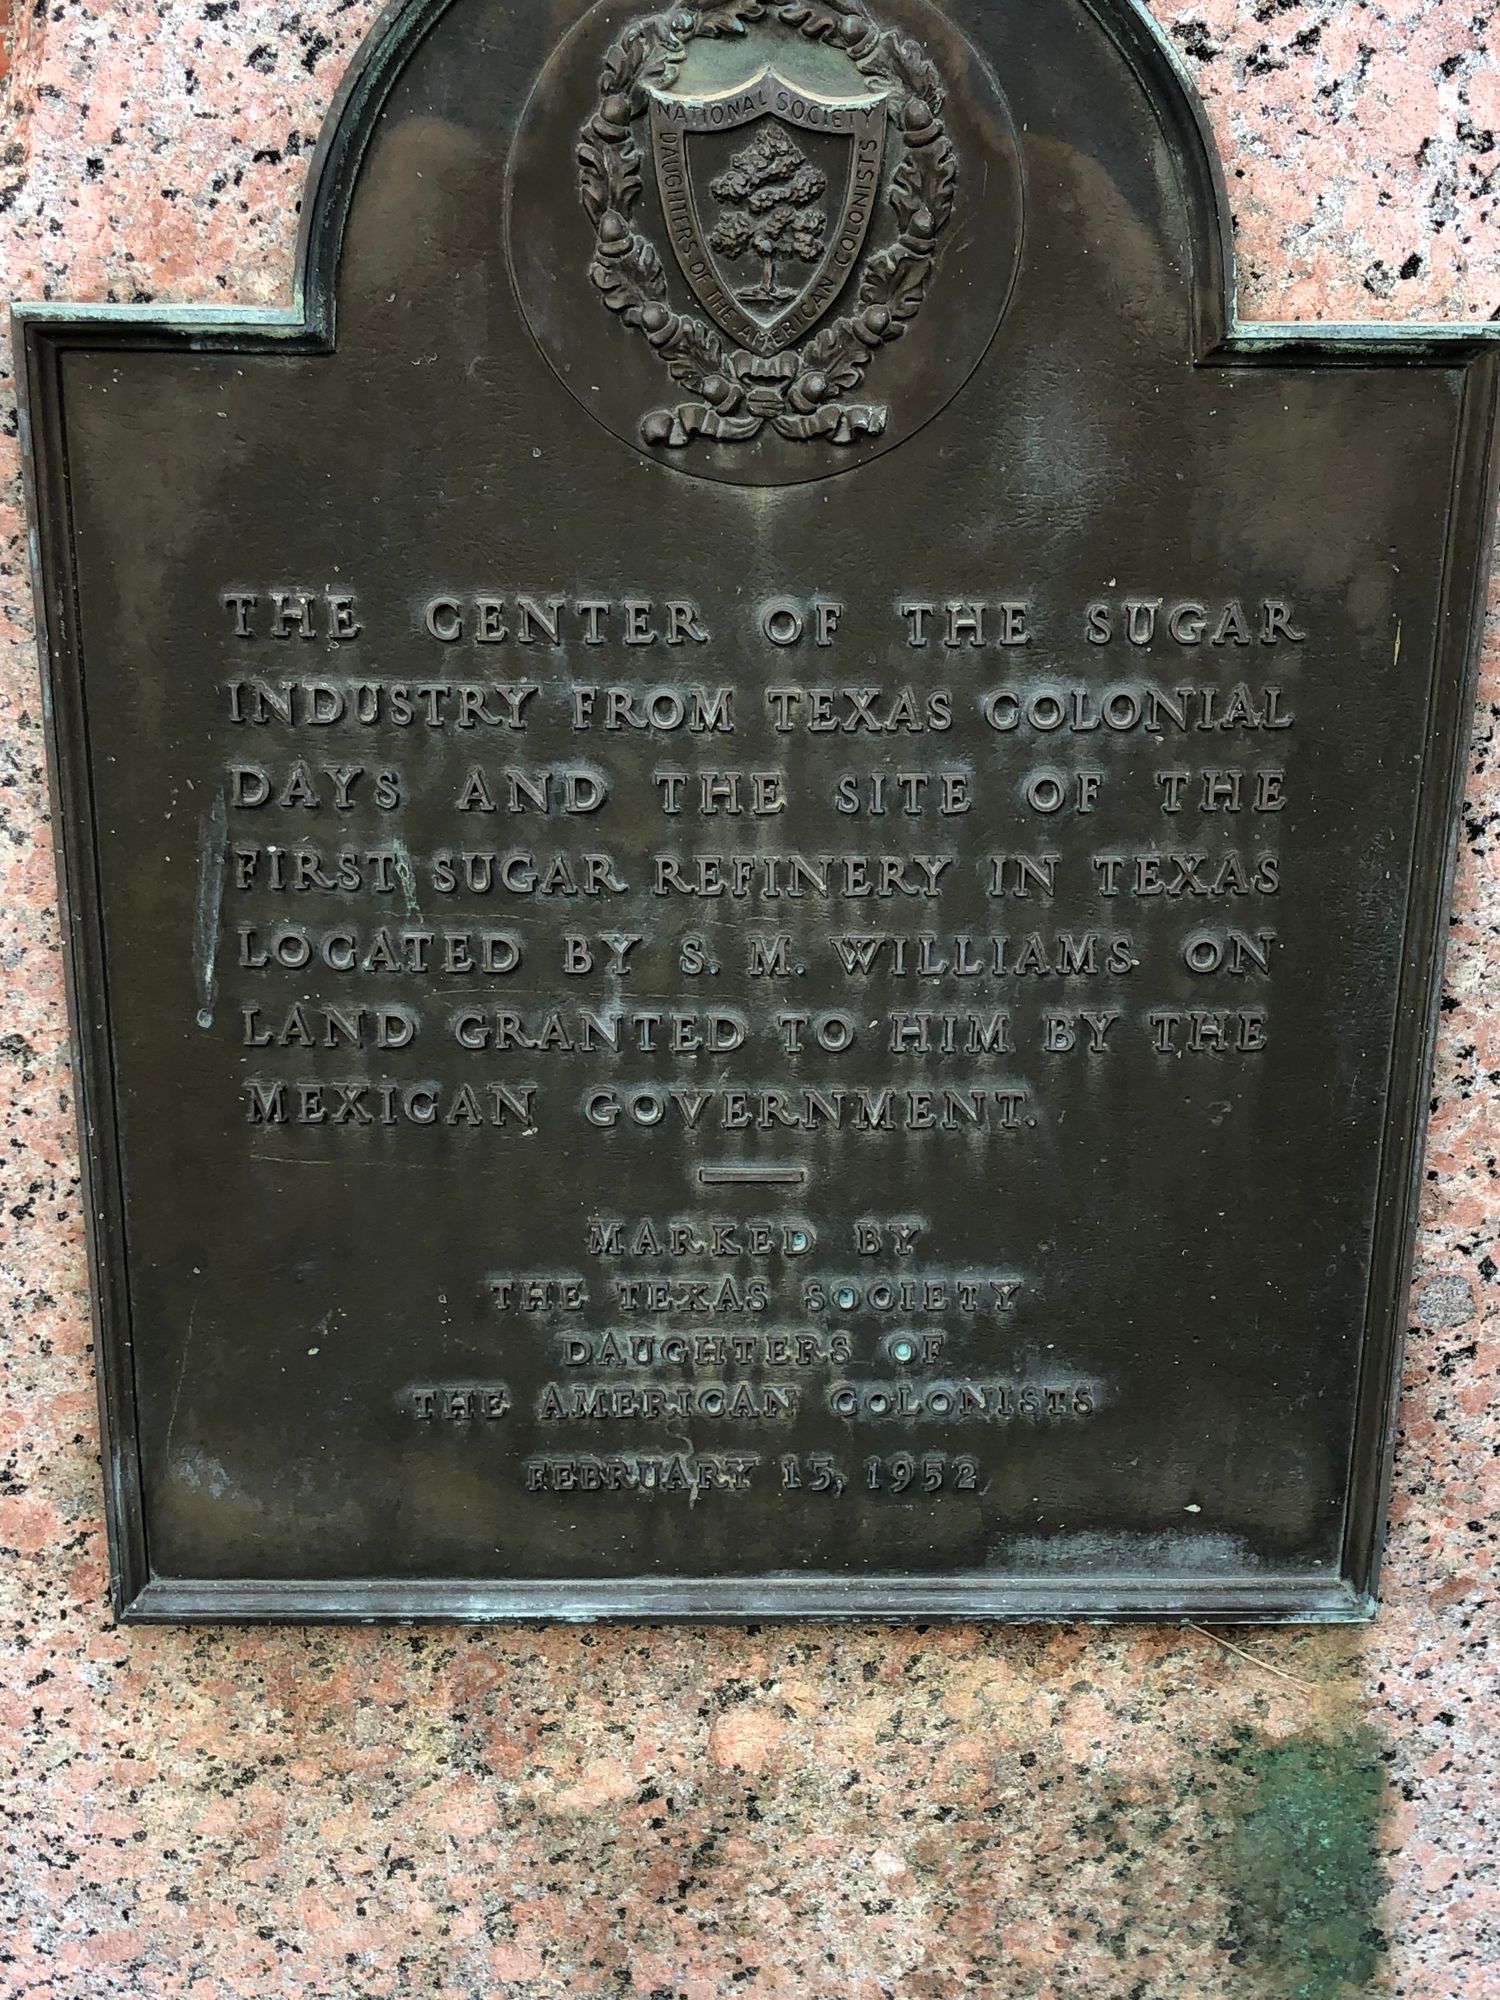 NATIONAL SOCIETY
DAUGHTERS OF THE AMERICAN COLONISTS
THE CENTER OF THE SUGAR
INDUSTRY FROM TEXAS COLONIAL
DAYS AND THE SITE OF THE
FIRST SUGAR REFINERY IN TEXAS
LOCATED BY S. M. WILLIAMS ON
LAND GRANTED TO HIM BY THE
MEXICAN GOVERNMENT.
MARKED BY
THE TEXAS SOCIETY
DAUGHTERS OF
THE AMERICAN COLONISTS
FEBRUARY 15, 1952